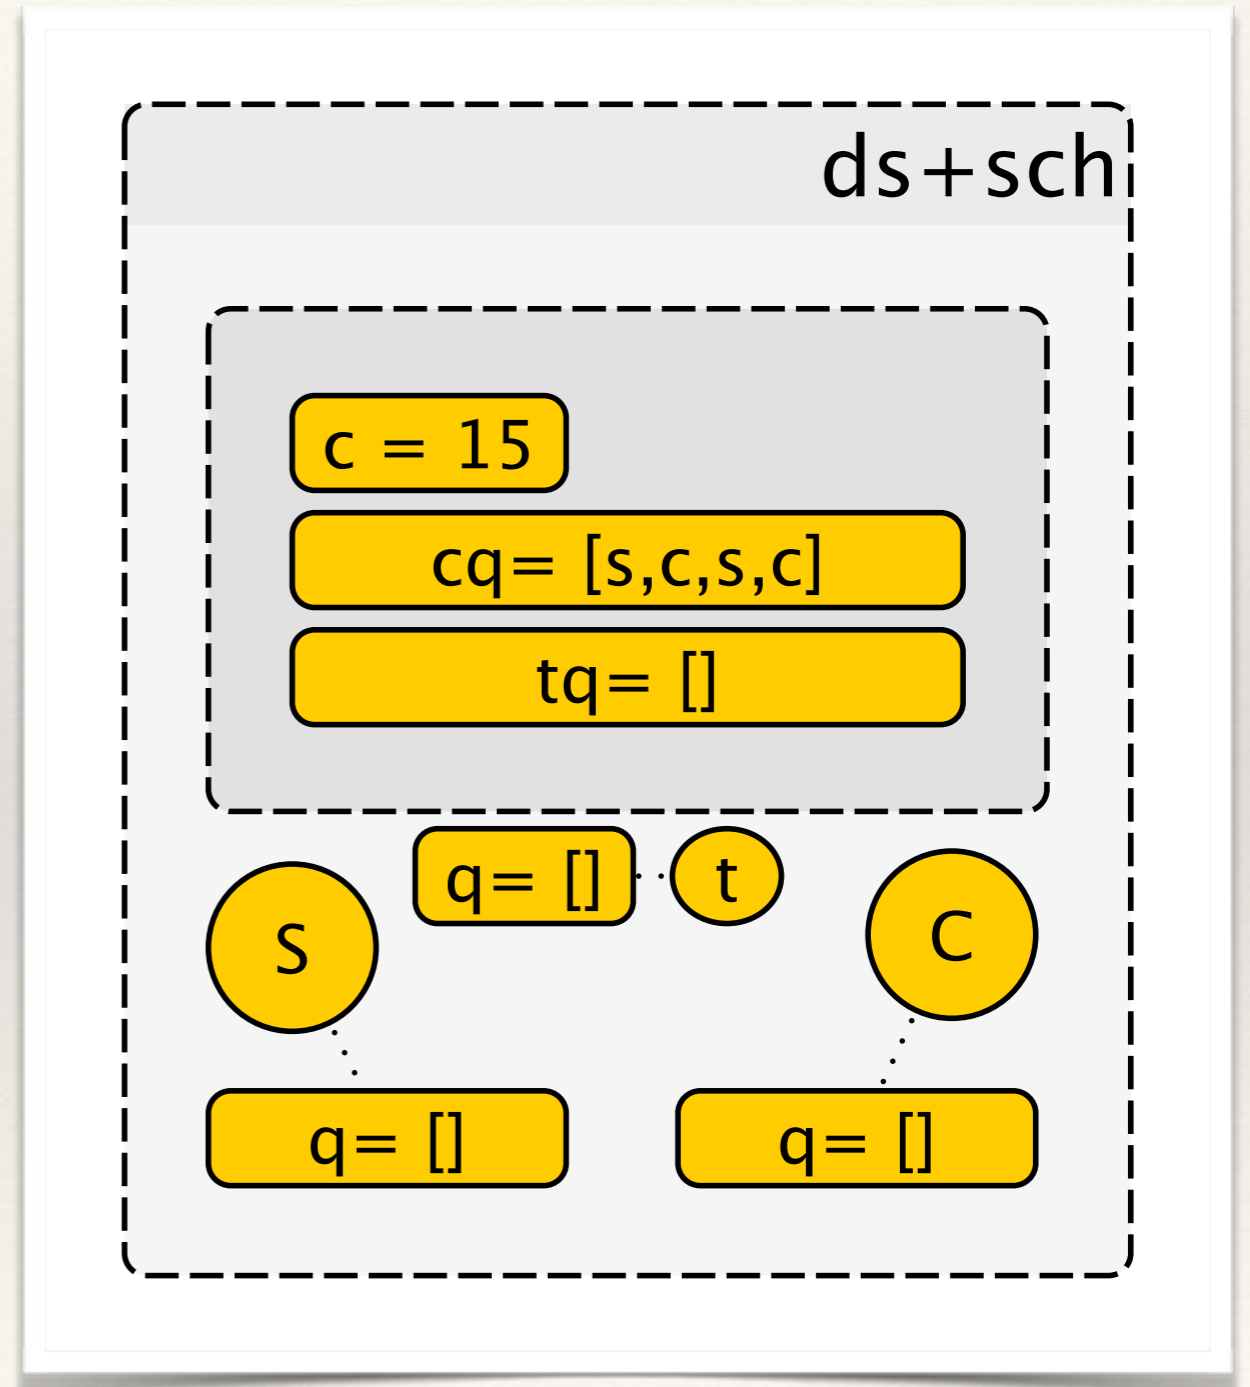 ds+sch
c = 15
cq= [s,c,s,c]
tq= []
q= [] t
S C
q= [] q= []